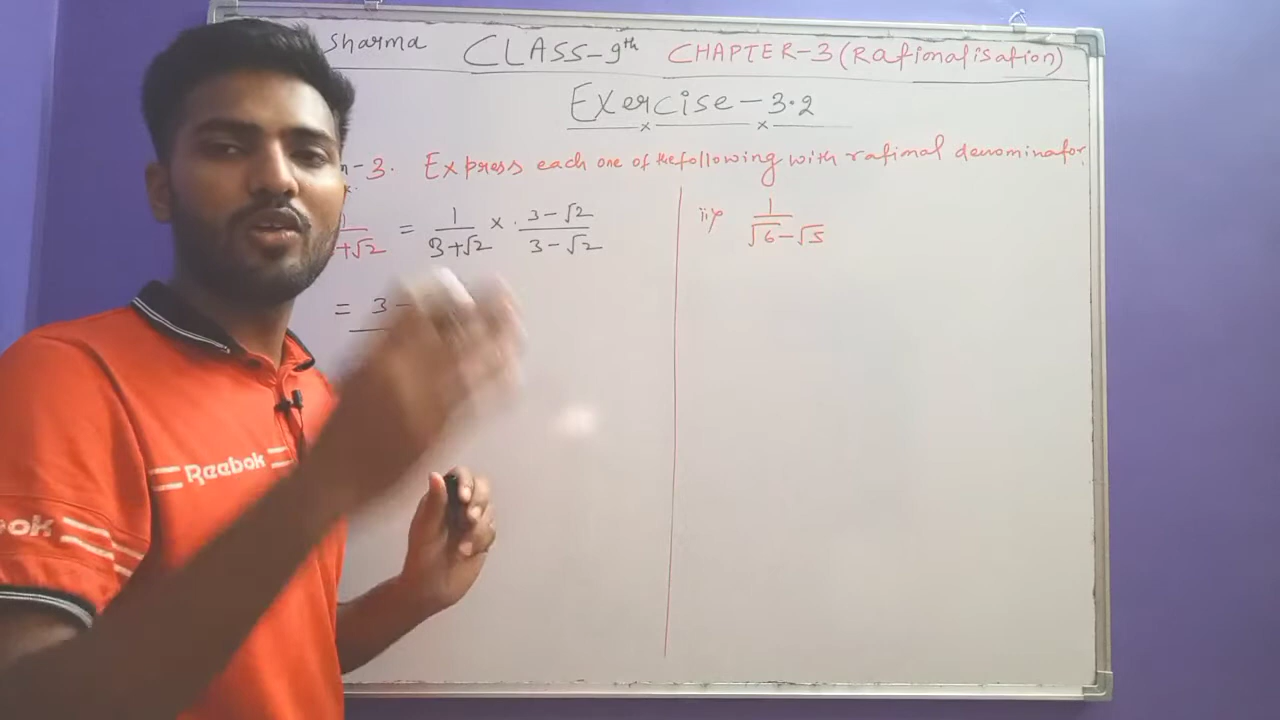 Sharma CLASS-9th CHAPTER-3 (Rationalisation)
Exercise-3.2
n-3. Express each one of the following with rational denominator.
1/+√2 = 1/3+√2 × 3-√2/3-√2
= 3-
ii) 1/√6-√5
Reebok
ok